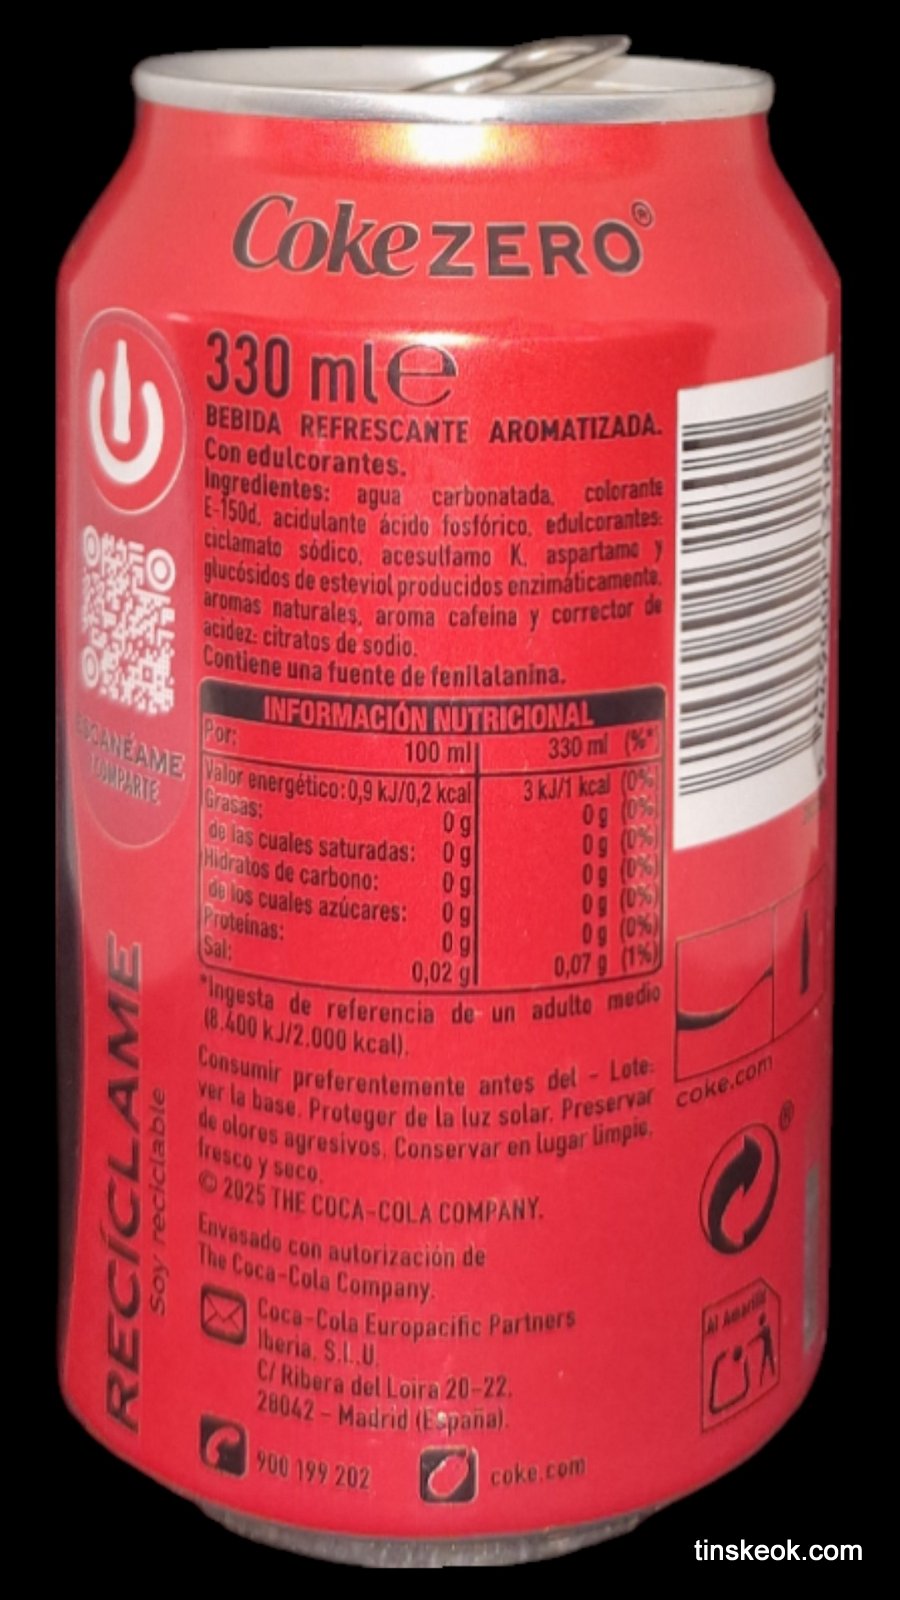 Coke ZERO®
330 ml e
BEBIDA REFRESCANTE AROMATIZADA.
Con edulcorantes.
Ingredientes: agua carbonatada, colorante
E-150d, acidulante ácido fosfórico, edulcorantes:
ciclamato sódico, acesulfamo K, aspartamo y
glucósidos de esteviol producidos enzimáticamente,
aromas naturales, aroma cafeína y corrector de
acidez: citratos de sodio.
Contiene una fuente de fenilalanina.
INFORMACIÓN NUTRICIONAL
Por: 100 ml 330 ml (%*)
Valor energético: 0,9 kJ/0,2 kcal 3 kJ/1 kcal (0%)
Grasas: 0 g 0 g (0%)
de las cuales saturadas: 0 g 0 g (0%)
Hidratos de carbono: 0 g 0 g (0%)
de los cuales azúcares: 0 g 0 g (0%)
Proteínas: 0 g 0 g (0%)
Sal: 0,02 g 0,07 g (1%)
*Ingesta de referencia de un adulto medio
(8.400 kJ/2.000 kcal).
Consumir preferentemente antes del - Lote:
ver la base. Proteger de la luz solar. Preservar
de olores agresivos. Conservar en lugar limpio,
fresco y seco.
© 2025 THE COCA-COLA COMPANY.
Envasado con autorización de
The Coca-Cola Company.
Coca-Cola Europacific Partners
Iberia, S.L.U.
C/ Ribera del Loira 20-22.
28042 - Madrid (España).
900 199 202
coke.com
ESCANÉAME
COMPARTE
RECÍCLAME
Soy reciclable
coke.com
®
Al Amarillo
tinskeok.com